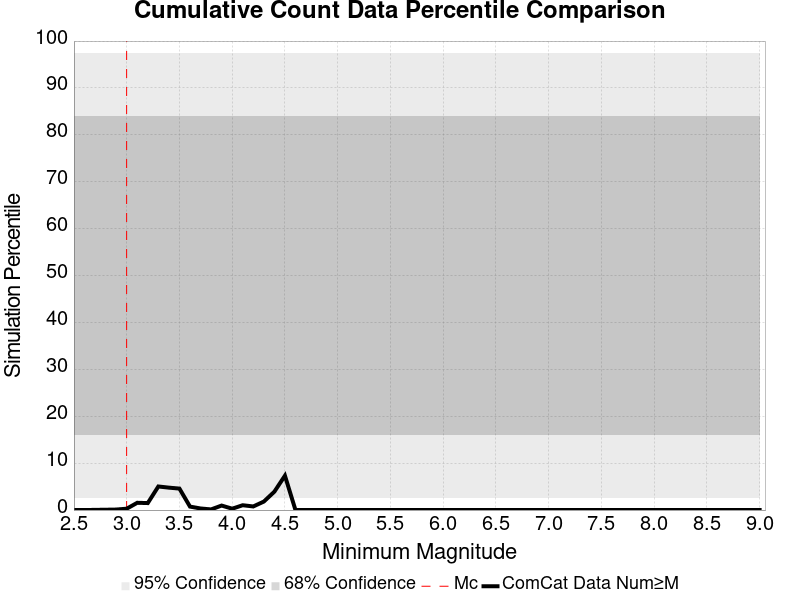 Cumulative Count Data Percentile Comparison
100
90
80
70
60
50
40
30
20
10
0
Simulation Percentile
2.5 3.0 3.5 4.0 4.5 5.0 5.5 6.0 6.5 7.0 7.5 8.0 8.5 9.0
Minimum Magnitude
95% Confidence 68% Confidence Mc ComCat Data Num≥M